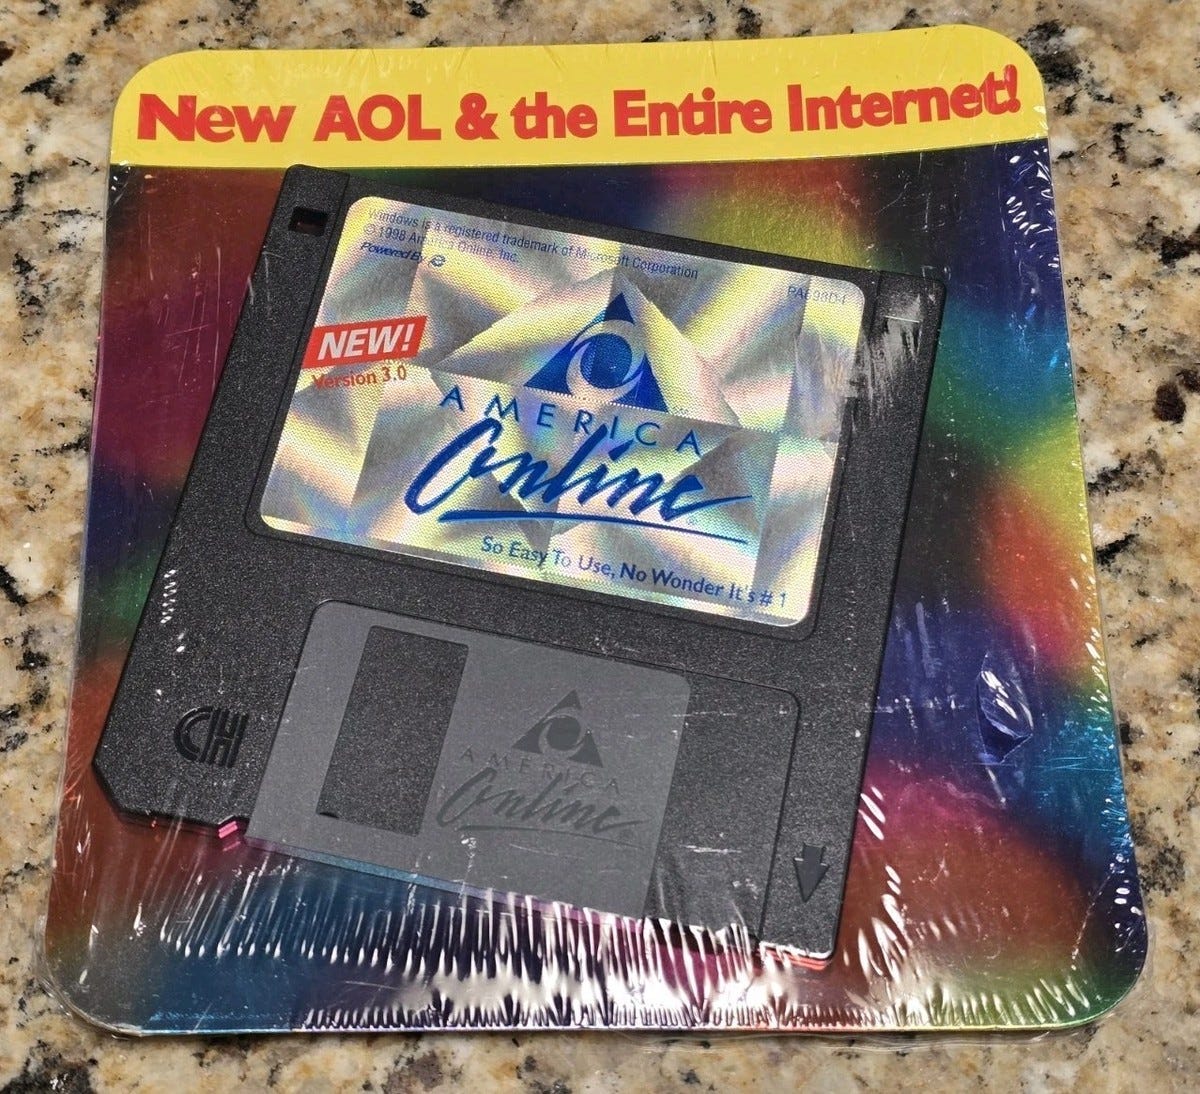 New AOL & the Entire Internet!
Windows is a registered trademark of Microsoft Corporation
© 1998 America Online, Inc.
Powered By
NEW!
Version 3.0
AMERICA
Online
®
So Easy To Use, No Wonder It's # 1
AMERICA
Online